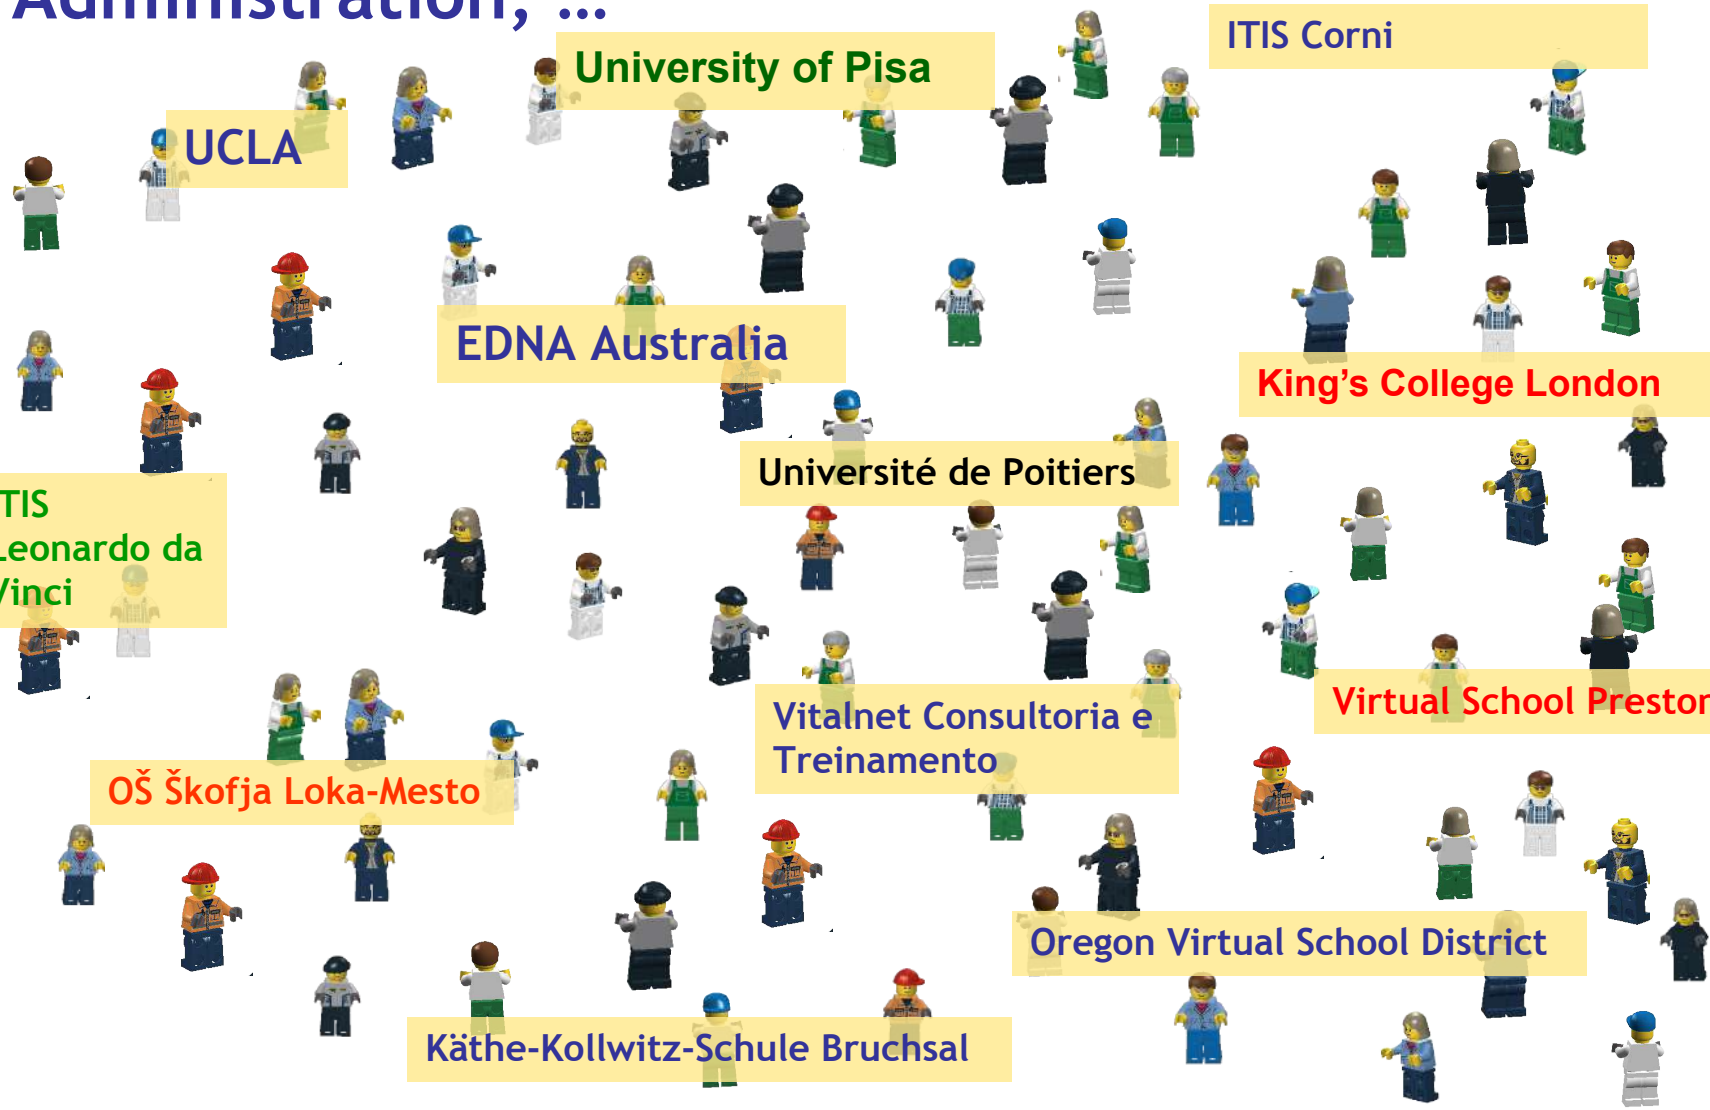 Administration, …
ITIS Corni
University of Pisa
UCLA
EDNA Australia
King’s College London
Université de Poitiers
TIS
Leonardo da
Vinci
Vitalnet Consultoria e
Treinamento
Virtual School Preston
OŠ Škofja Loka-Mesto
Oregon Virtual School District
Käthe-Kollwitz-Schule Bruchsal